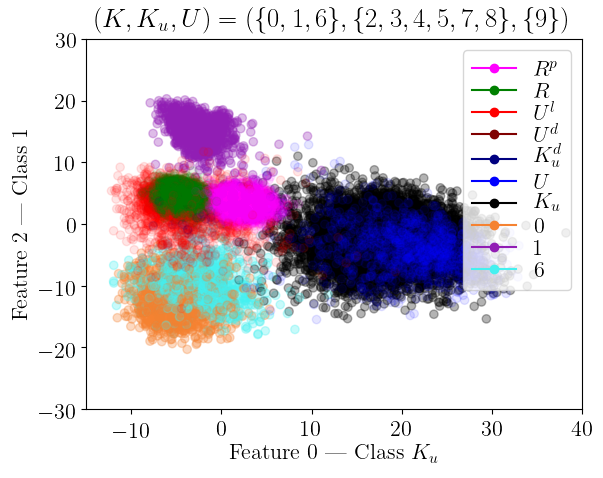 (K, K_u, U) = ({0, 1, 6}, {2, 3, 4, 5, 7, 8}, {9})
30
20
10
0
−10
−20
−30
Feature 2 — Class 1
R^p
R
U^l
U^d
K_u^d
U
K_u
0
1
6
−10
0
10
20
30
40
Feature 0 — Class K_u